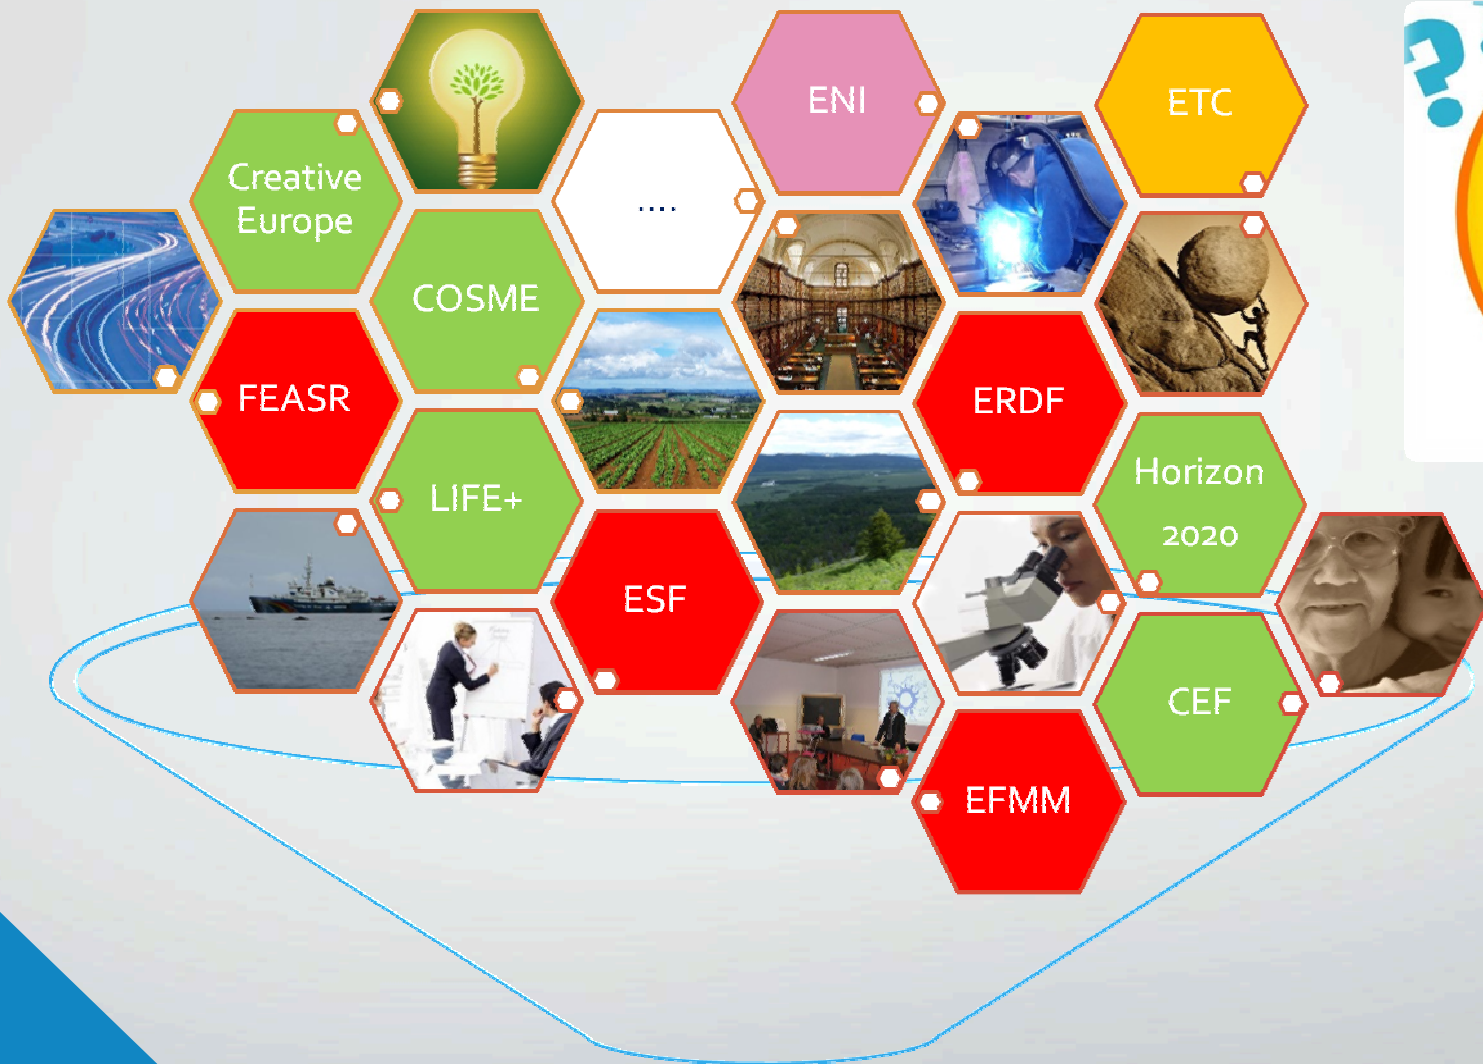 ENI
ETC
Creative
Europe
....
COSME
FEASR
ERDF
LIFE+
Horizon
2020
ESF
CEF
EFMM
?